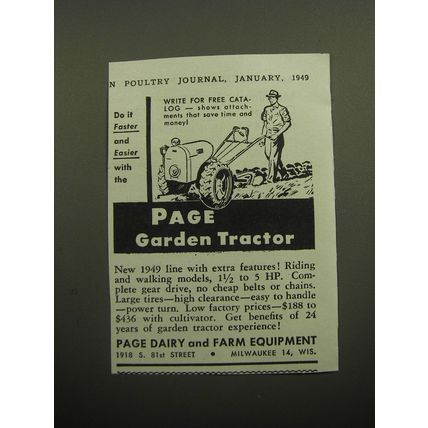 N POULTRY JOURNAL, JANUARY, 1949
Do it
Faster
and
Easier
with
the
WRITE FOR FREE CATA-
LOG — shows attach-
ments that save time and
money!
PAGE
Garden Tractor
New 1949 line with extra features! Riding
and walking models, 1½ to 5 HP. Com-
plete gear drive, no cheap belts or chains.
Large tires—high clearance—easy to handle
—power turn. Low factory prices—$188 to
$436 with cultivator. Get benefits of 24
years of garden tractor experience!
PAGE DAIRY and FARM EQUIPMENT
1918 S. 81st STREET • MILWAUKEE 14, WIS.